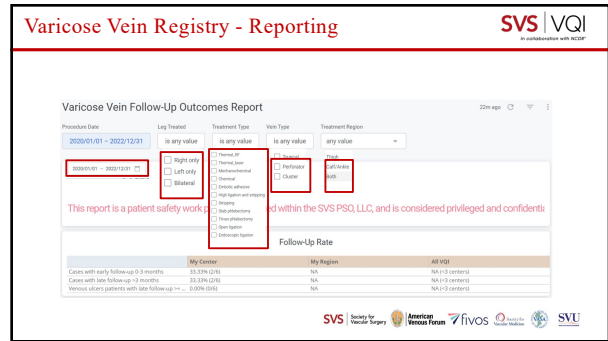 Varicose Vein Registry - Reporting
SVS VQI
in collaboration with NCDR®
Varicose Vein Follow-Up Outcomes Report
22m ago
Procedure Date Leg Treated Treatment Type Vein Type Treatment Region
2020/01/01 – 2022/12/31 is any value is any value is any value any value
2020/01/01 – 2022/12/31
Right only
Left only
Bilateral
Thermal_RF
Thermal_laser
Mechanochemical
Chemical
Embolic adhesive
High ligation and stripping
Stripping
Stab phlebectomy
Trivex phlebectomy
Open ligation
Endoscopic ligation
Truncal
Perforator
Cluster
Thigh
Calf/Ankle
Both
This report is a patient safety work p ed within the SVS PSO, LLC, and is considered privileged and confidentia
Follow-Up Rate
My Center My Region All VQI
Cases with early follow-up 0-3 months 33.33% (2/6) NA NA (<3 centers)
Cases with late follow-up >3 months 33.33% (2/6) NA NA (<3 centers)
Venous ulcers patients with late follow-up >= ... 0.00% (0/6) NA NA (<3 centers)
SVS Society for Vascular Surgery American Venous Forum fivos Society for Vascular Medicine SVU